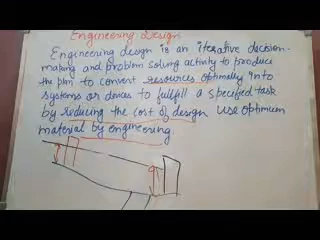 Engineering Design
Engineering design is an iterative decision-
making and problem solving activity to produce
the plan to convert resources optimally into
systems or devices to fulfill a specified task
by reducing the cost of design use optimum
material by engineering.